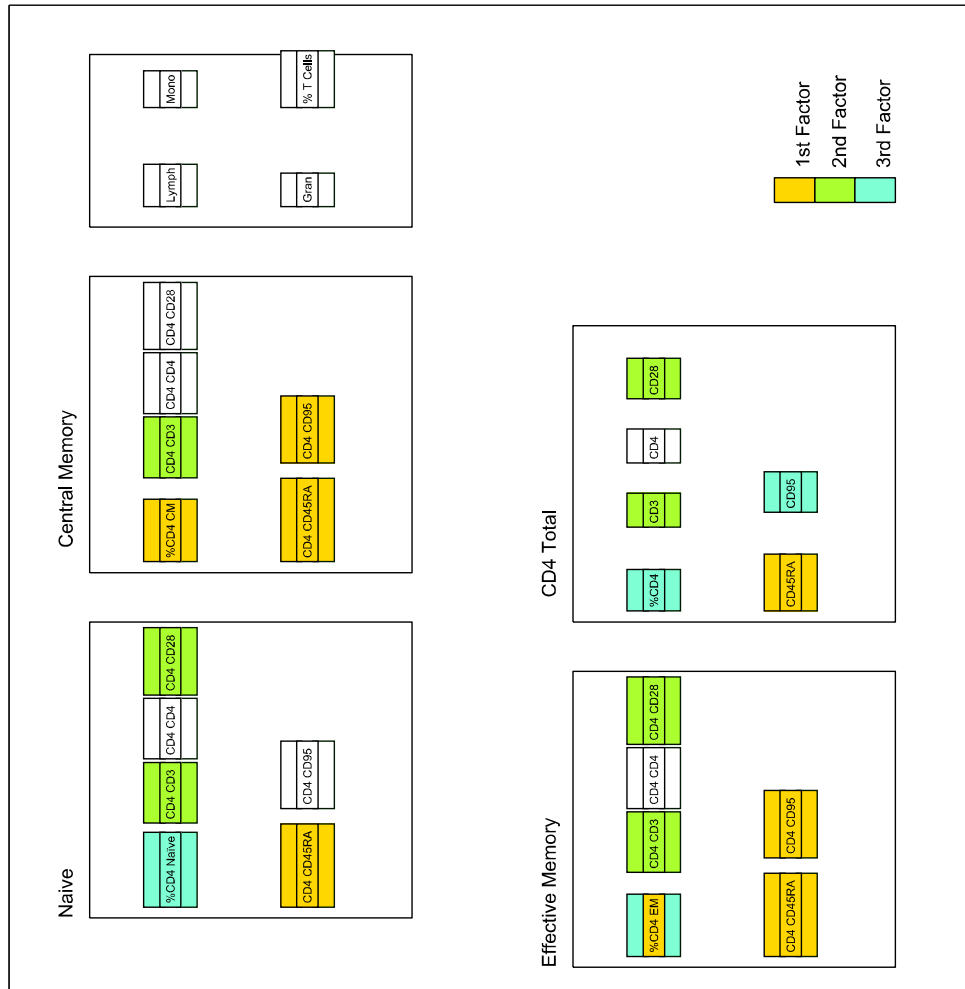 Naive
%CD4 Naïve
CD4 CD3
CD4 CD4
CD4 CD28
CD4 CD45RA
CD4 CD95
Central Memory
%CD4 CM
CD4 CD3
CD4 CD4
CD4 CD28
CD4 CD45RA
CD4 CD95
Lymph
Mono
Gran
% T Cells
Effective Memory
%CD4 EM
CD4 CD3
CD4 CD4
CD4 CD28
CD4 CD45RA
CD4 CD95
CD4 Total
%CD4
CD3
CD4
CD28
CD45RA
CD95
1st Factor
2nd Factor
3rd Factor